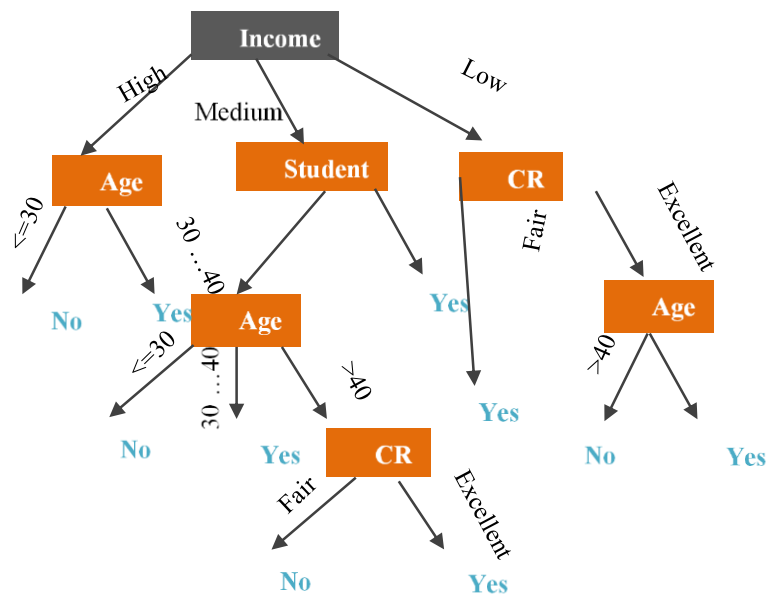 Income
High
Medium
Low
Age
Student
CR
<=30
30 …40
Fair
Excellent
No
Yes
Age
Yes
Age
<=30
30 …40
>40
Yes
>40
No
Yes
CR
No
Yes
Fair
Excellent
No
Yes